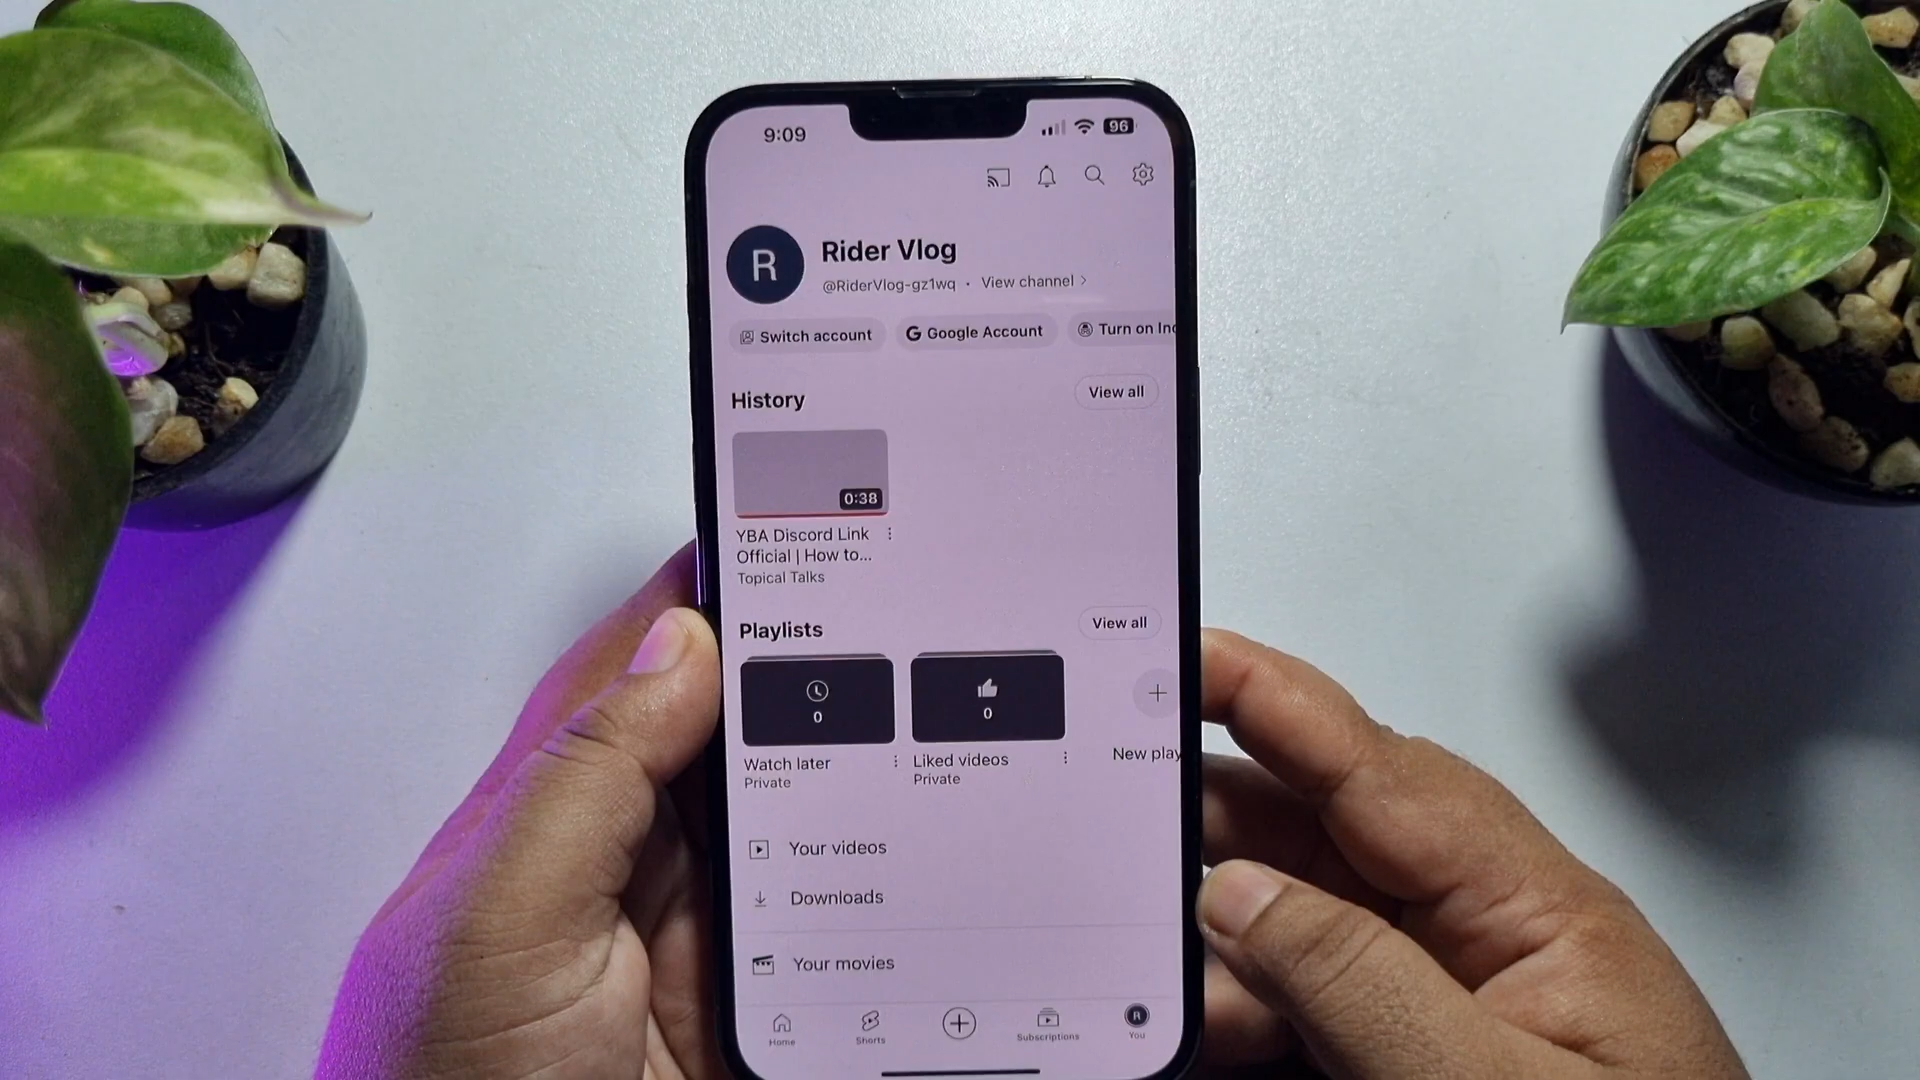 9:09
96
R
Rider Vlog
@RiderVlog-gz1wq · View channel
Switch account
G Google Account
Turn on Inc
History
View all
0:38
YBA Discord Link
Official | How to...
Topical Talks
Playlists
View all
0
0
Watch later
Private
Liked videos
Private
New play
Your videos
Downloads
Your movies
Home
Shorts
Subscriptions
R
You